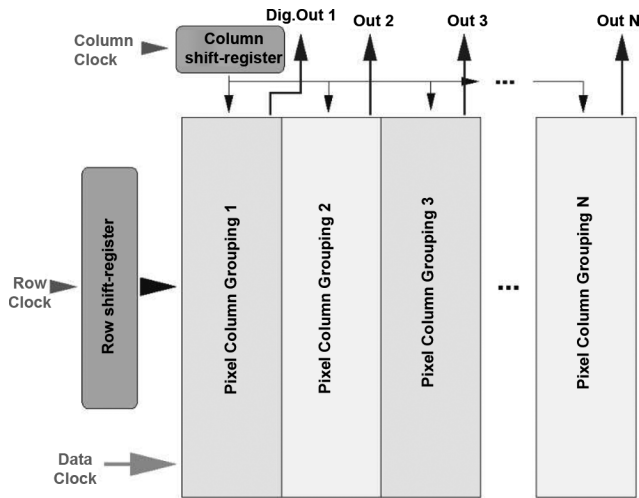 Dig.Out 1
Out 2
Out 3
Out N
Column
Clock
Column
shift-register
...
Row
Clock
Row shift-register
Pixel Column Grouping 1
Pixel Column Grouping 2
Pixel Column Grouping 3
...
Pixel Column Grouping N
Data
Clock